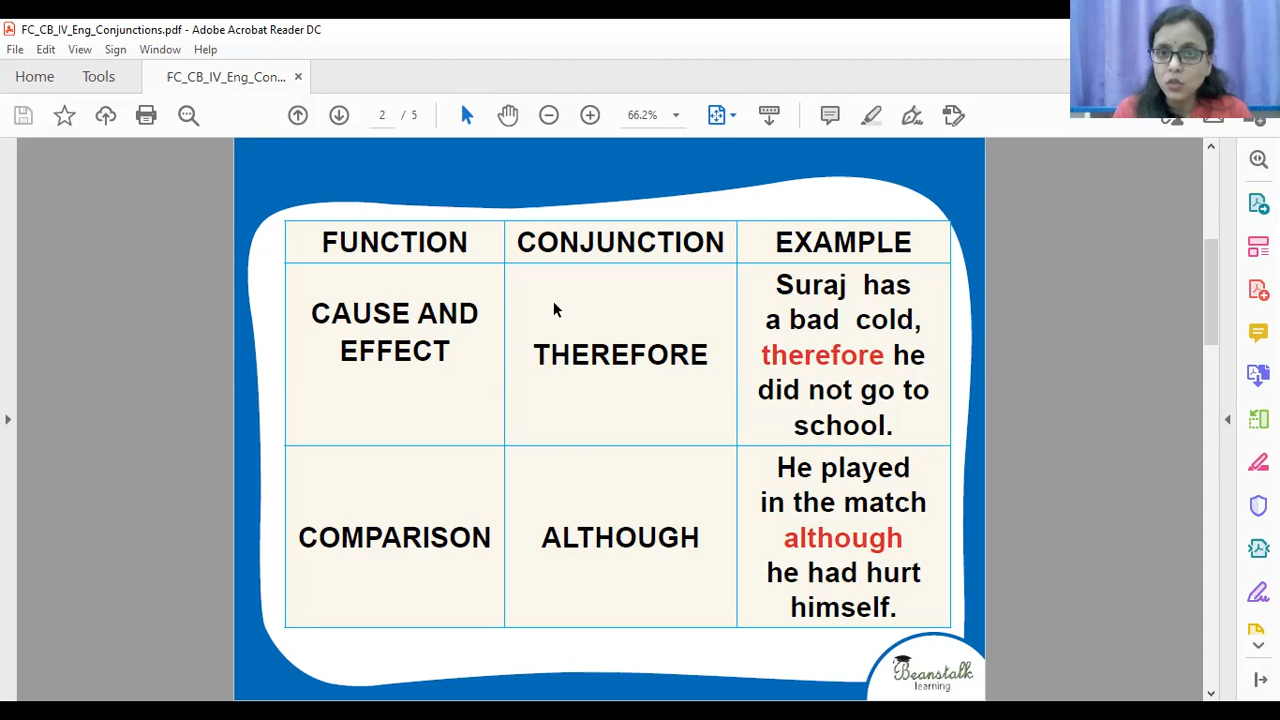 FC_CB_IV_Eng_Conjunctions.pdf - Adobe Acrobat Reader DC
File Edit View Sign Window Help
Home Tools FC_CB_IV_Eng_Con... ×
2 / 5 66.2%
FUNCTION CONJUNCTION EXAMPLE
CAUSE AND
EFFECT
THEREFORE
Suraj has
a bad cold,
therefore he
did not go to
school.
COMPARISON
ALTHOUGH
He played
in the match
although
he had hurt
himself.
Beanstalk
learning